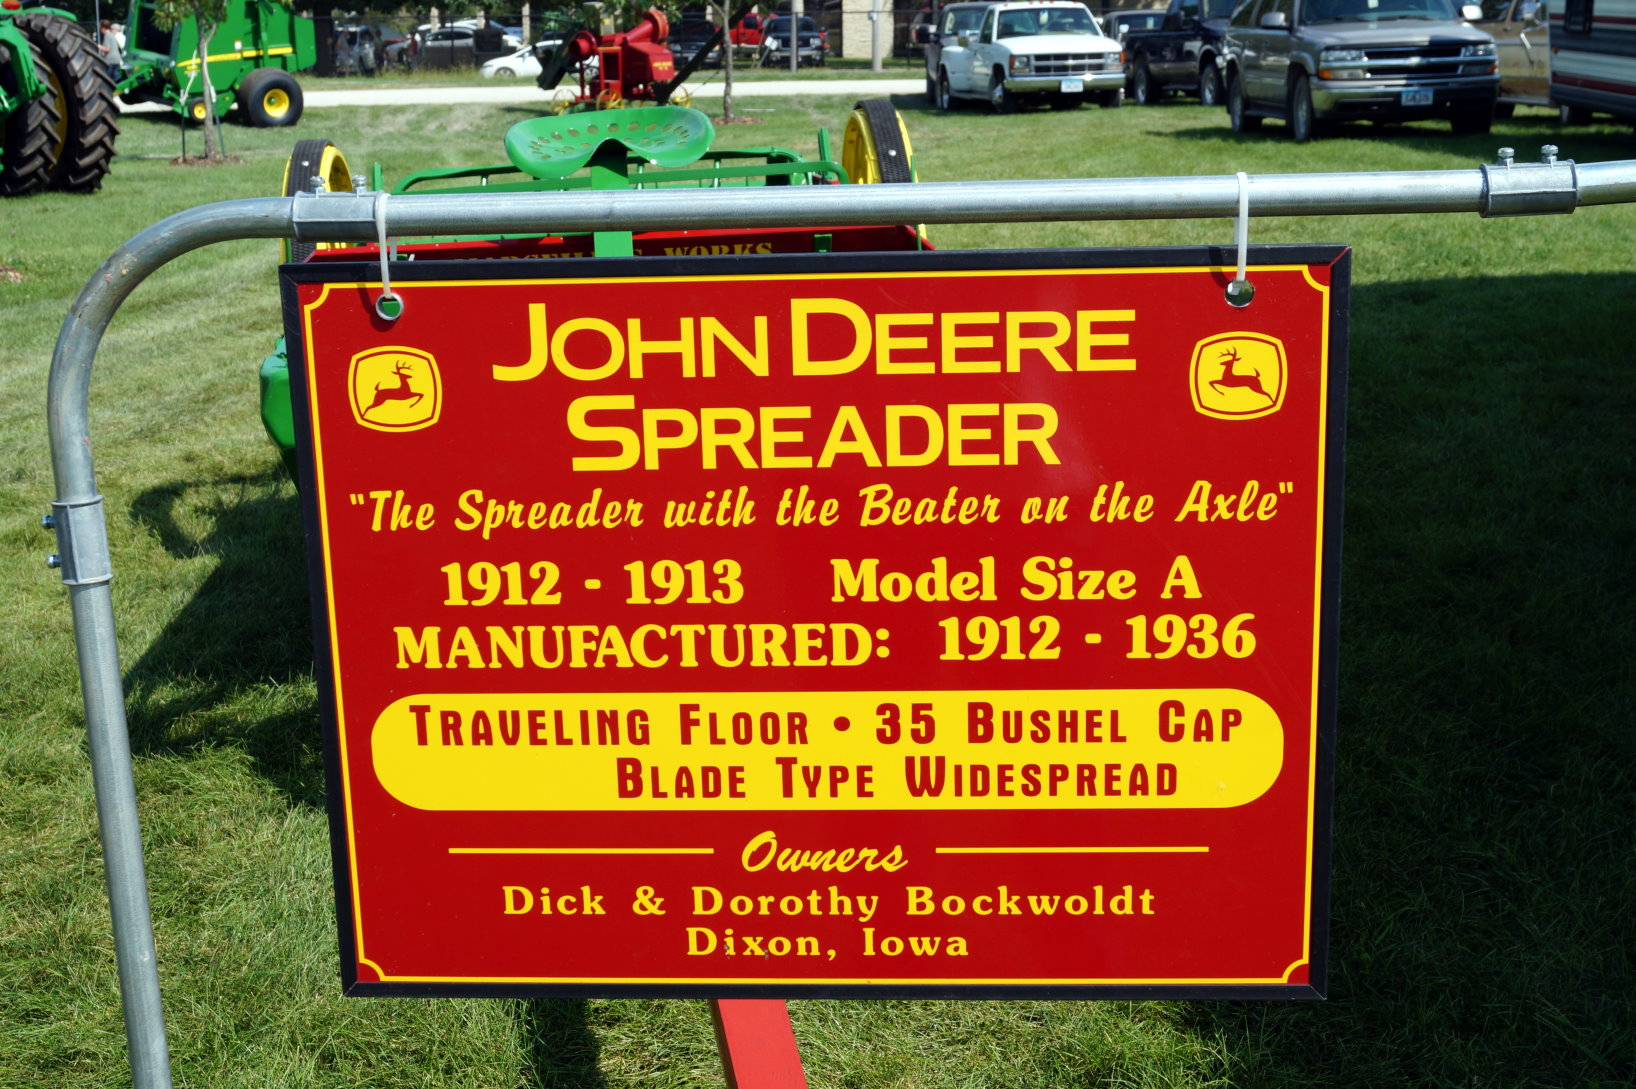 WORKS
JOHN DEERE
SPREADER
"The Spreader with the Beater on the Axle"
1912 - 1913 Model Size A
MANUFACTURED: 1912 - 1936
TRAVELING FLOOR • 35 BUSHEL CAP
BLADE TYPE WIDESPREAD
Owners
Dick & Dorothy Bockwoldt
Dixon, Iowa